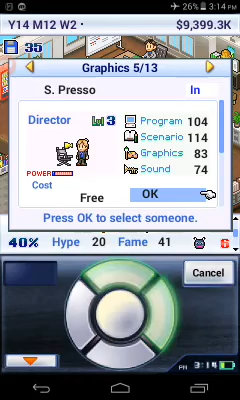 26% 3:14 PM
Y14 M12 W2 $9,399.3K
35
Graphics 5/13
S. Presso In
Director Lvl 3
Program 104
Scenario 114
Graphics 83
Sound 74
POWER
Cost
Free OK
Press OK to select someone.
40% Hype 20 Fame 41
Cancel
PM 3:14